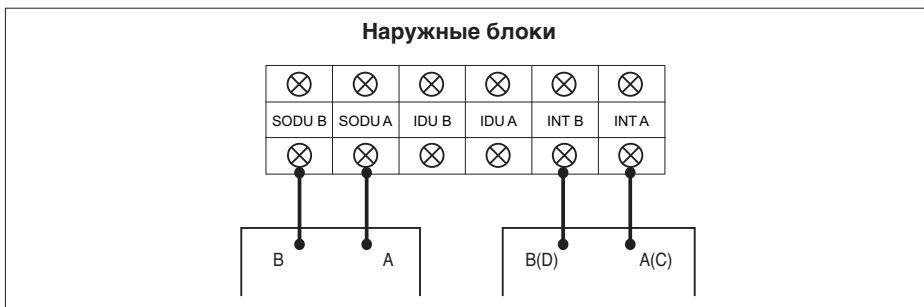 Наружные блоки
SODU B SODU A IDU B IDU A INT B INT A
B A B(D) A(C)